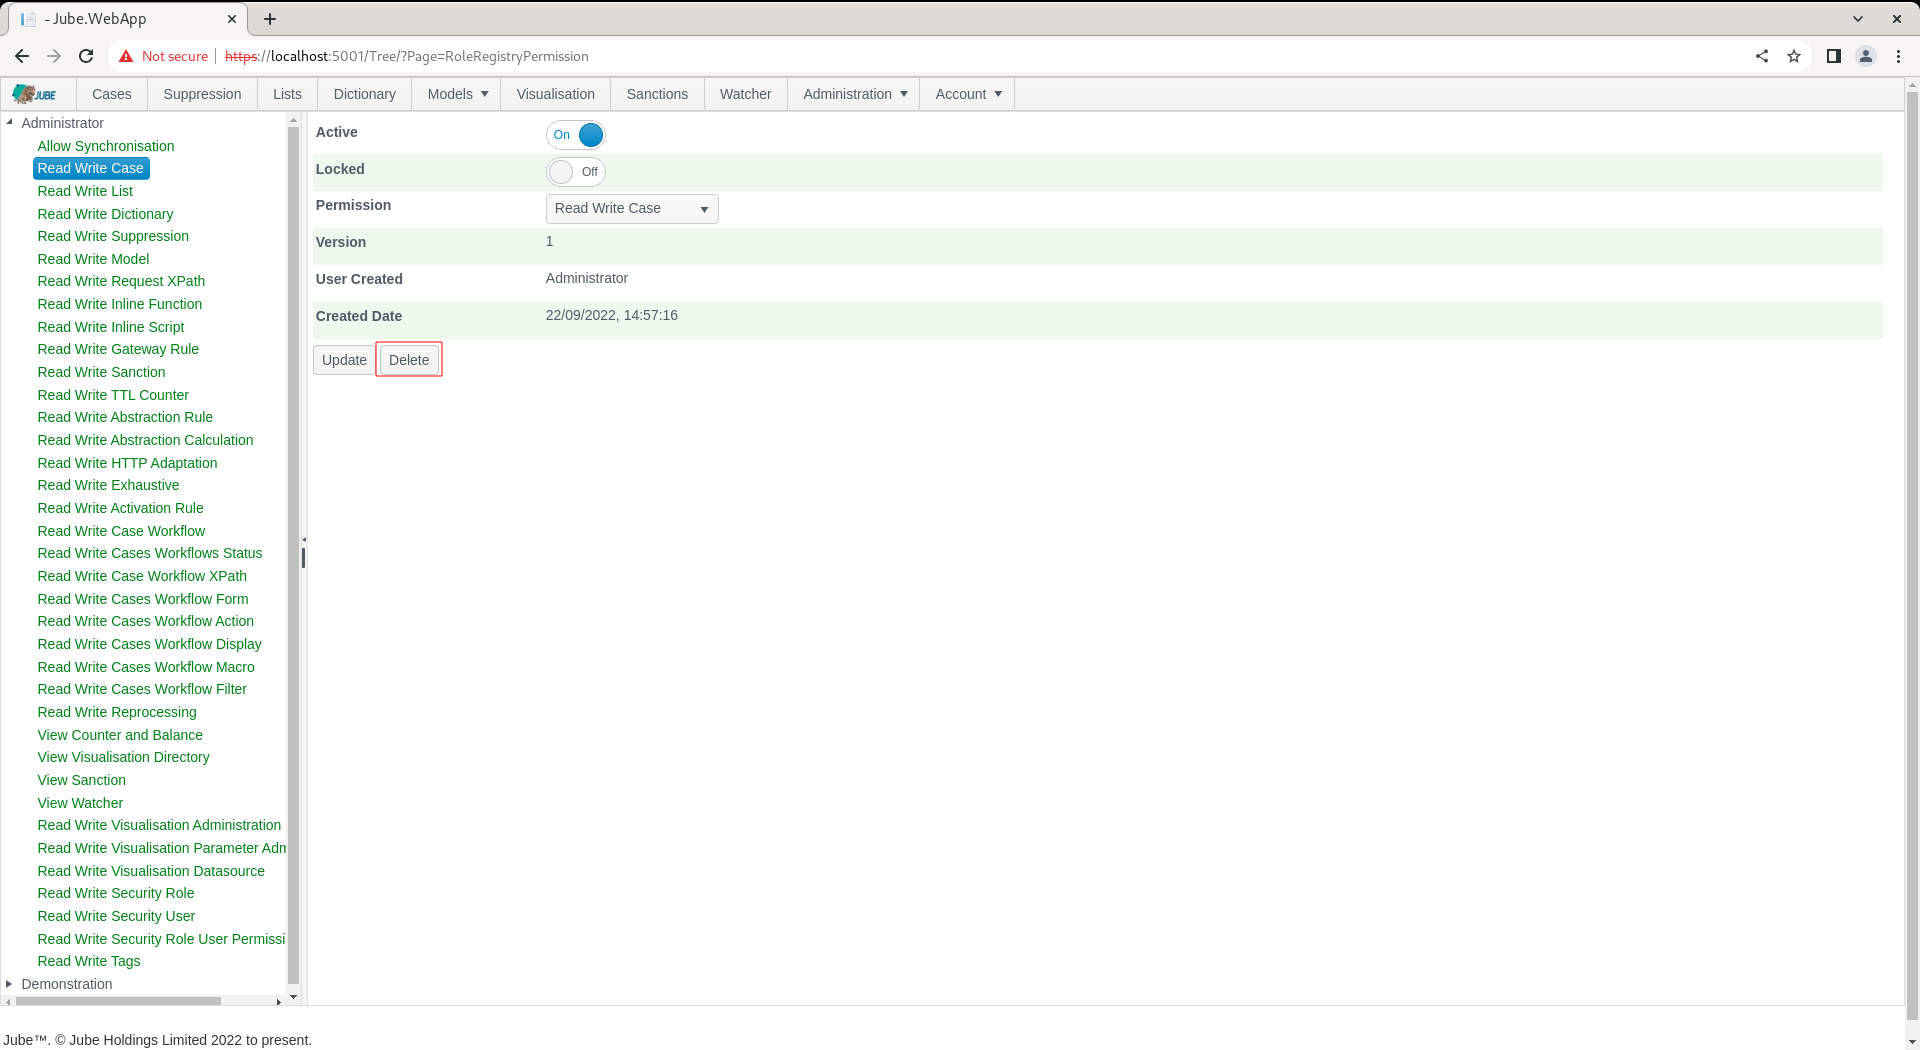 - Jube.WebApp
Not secure https://localhost:5001/Tree/?Page=RoleRegistryPermission
JUBE Cases Suppression Lists Dictionary Models Visualisation Sanctions Watcher Administration Account
Administrator
Allow Synchronisation
Read Write Case
Read Write List
Read Write Dictionary
Read Write Suppression
Read Write Model
Read Write Request XPath
Read Write Inline Function
Read Write Inline Script
Read Write Gateway Rule
Read Write Sanction
Read Write TTL Counter
Read Write Abstraction Rule
Read Write Abstraction Calculation
Read Write HTTP Adaptation
Read Write Exhaustive
Read Write Activation Rule
Read Write Case Workflow
Read Write Cases Workflows Status
Read Write Case Workflow XPath
Read Write Cases Workflow Form
Read Write Cases Workflow Action
Read Write Cases Workflow Display
Read Write Cases Workflow Macro
Read Write Cases Workflow Filter
Read Write Reprocessing
View Counter and Balance
View Visualisation Directory
View Sanction
View Watcher
Read Write Visualisation Administration
Read Write Visualisation Parameter Adm
Read Write Visualisation Datasource
Read Write Security Role
Read Write Security User
Read Write Security Role User Permissi
Read Write Tags
Demonstration
Active On
Locked Off
Permission Read Write Case
Version 1
User Created Administrator
Created Date 22/09/2022, 14:57:16
Update Delete
Jube™. © Jube Holdings Limited 2022 to present.